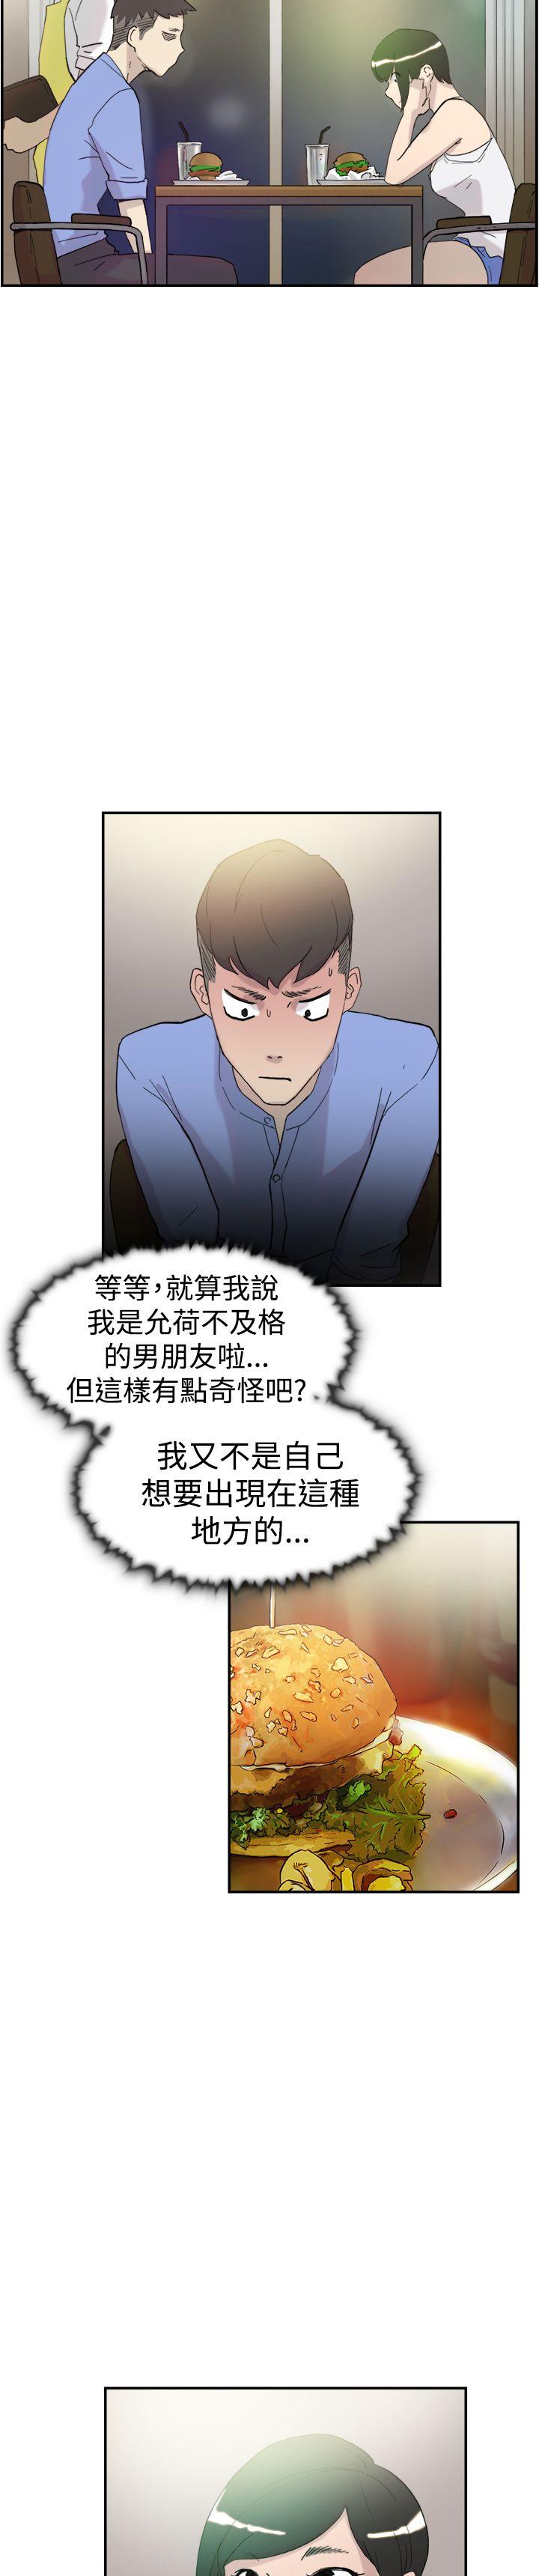 等等，就算我說
我是允荷不及格
的男朋友啦...
但這樣有點奇怪吧?
我又不是自己
想要出現在這種
地方的...